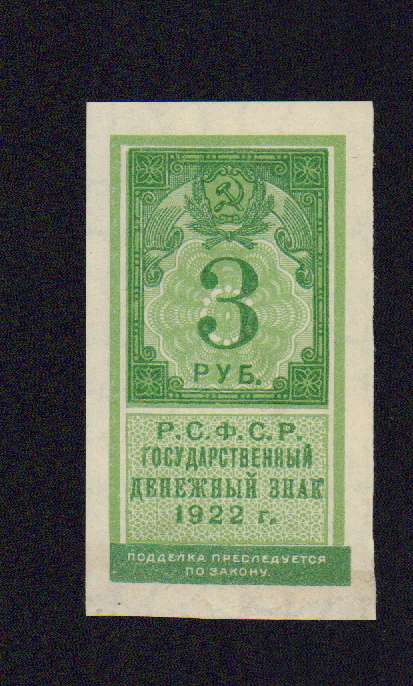 3
РУБ.
Р.С.Ф.С.Р.
ГОСУДАРСТВЕННЫЙ
ДЕНЕЖНЫЙ ЗНАК
1922 г.
ПОДДЕЛКА ПРЕСЛЕДУЕТСЯ
ПО ЗАКОНУ.